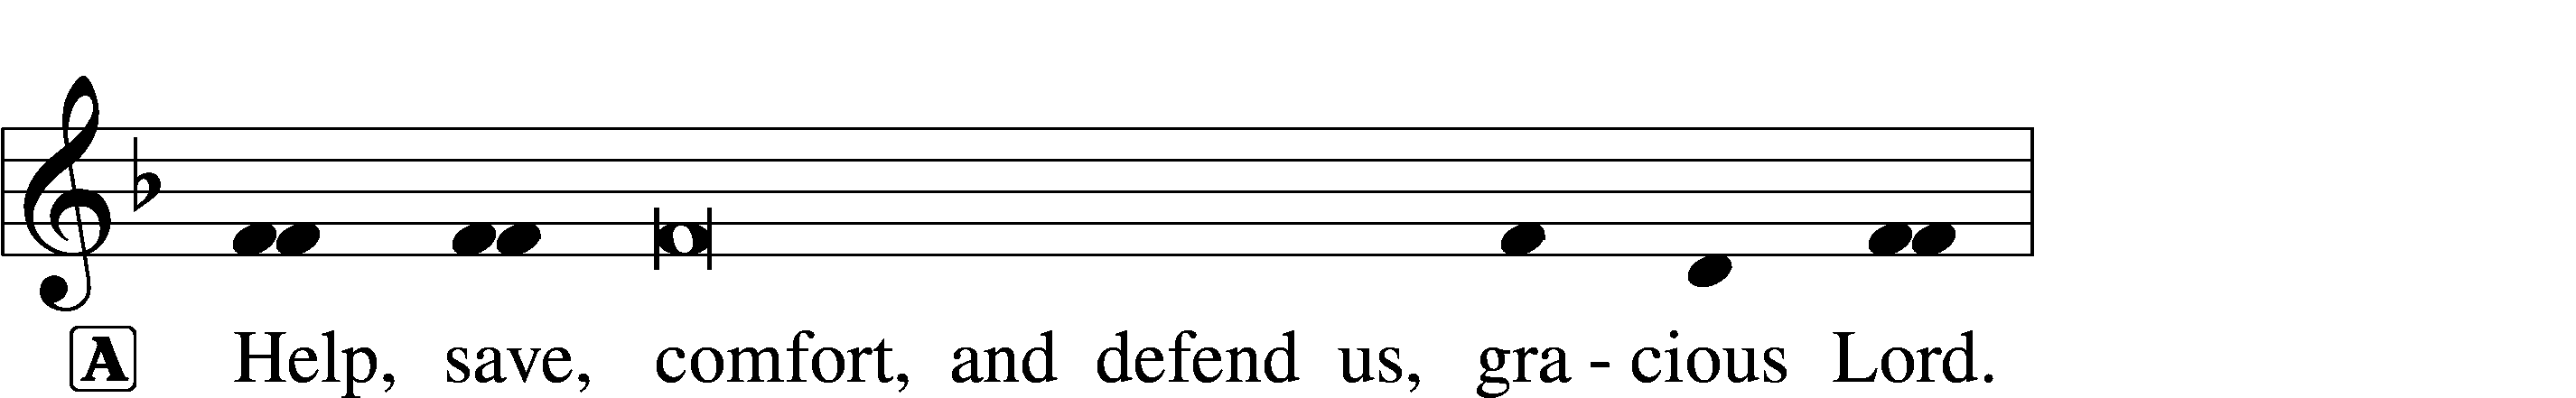 A Help, save, comfort, and defend us, gra - cious Lord.